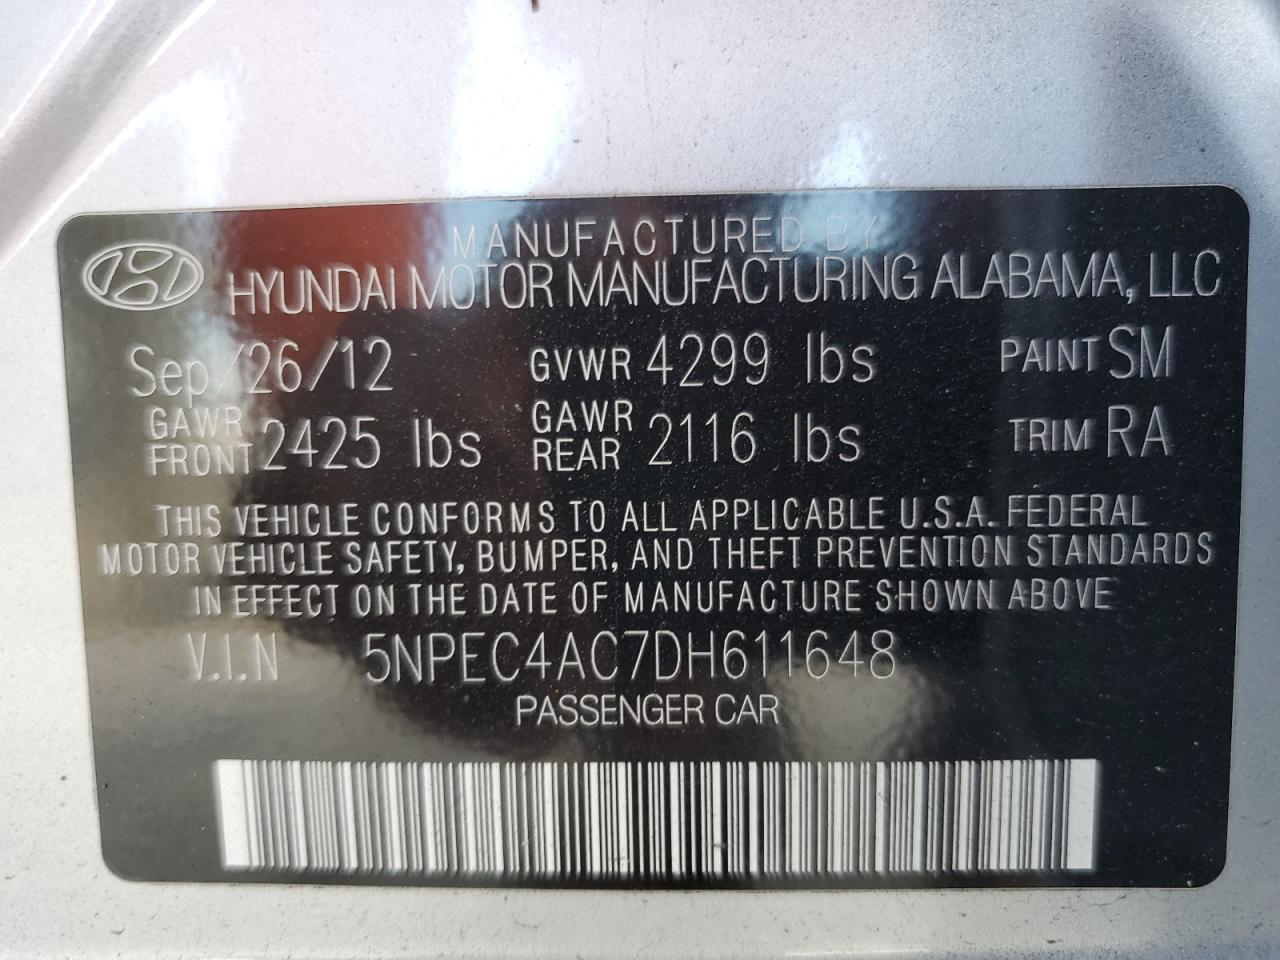 MANUFACTURED BY
HYUNDAI MOTOR MANUFACTURING ALABAMA, LLC
Sep/26/12 GVWR 4299 lbs PAINT SM
GAWR FRONT 2425 lbs GAWR REAR 2116 lbs TRIM RA
THIS VEHICLE CONFORMS TO ALL APPLICABLE U.S.A. FEDERAL
MOTOR VEHICLE SAFETY, BUMPER, AND THEFT PREVENTION STANDARDS
IN EFFECT ON THE DATE OF MANUFACTURE SHOWN ABOVE
V.I.N 5NPEC4AC7DH611648
PASSENGER CAR